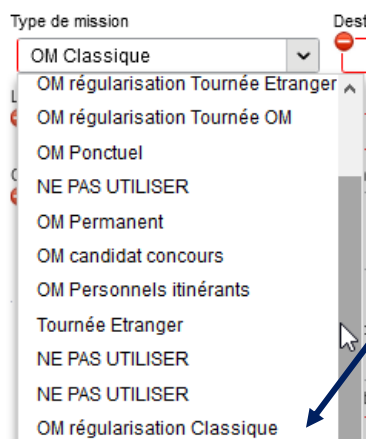 Type de mission
Dest
OM Classique
OM régularisation Tournée Etranger
OM régularisation Tournée OM
OM Ponctuel
NE PAS UTILISER
OM Permanent
OM candidat concours
OM Personnels itinérants
Tournée Etranger
NE PAS UTILISER
NE PAS UTILISER
OM régularisation Classique